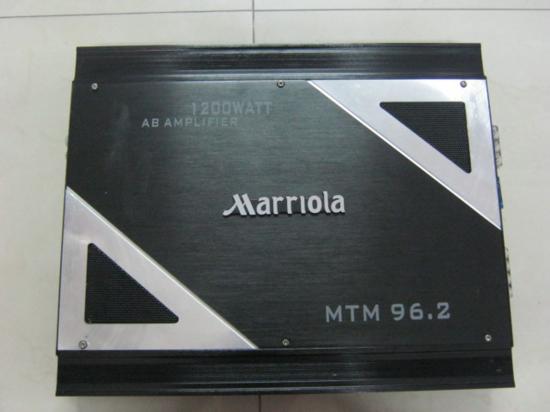 1200WATT
AB AMPLIFIER
Marriola
MTM 96.2